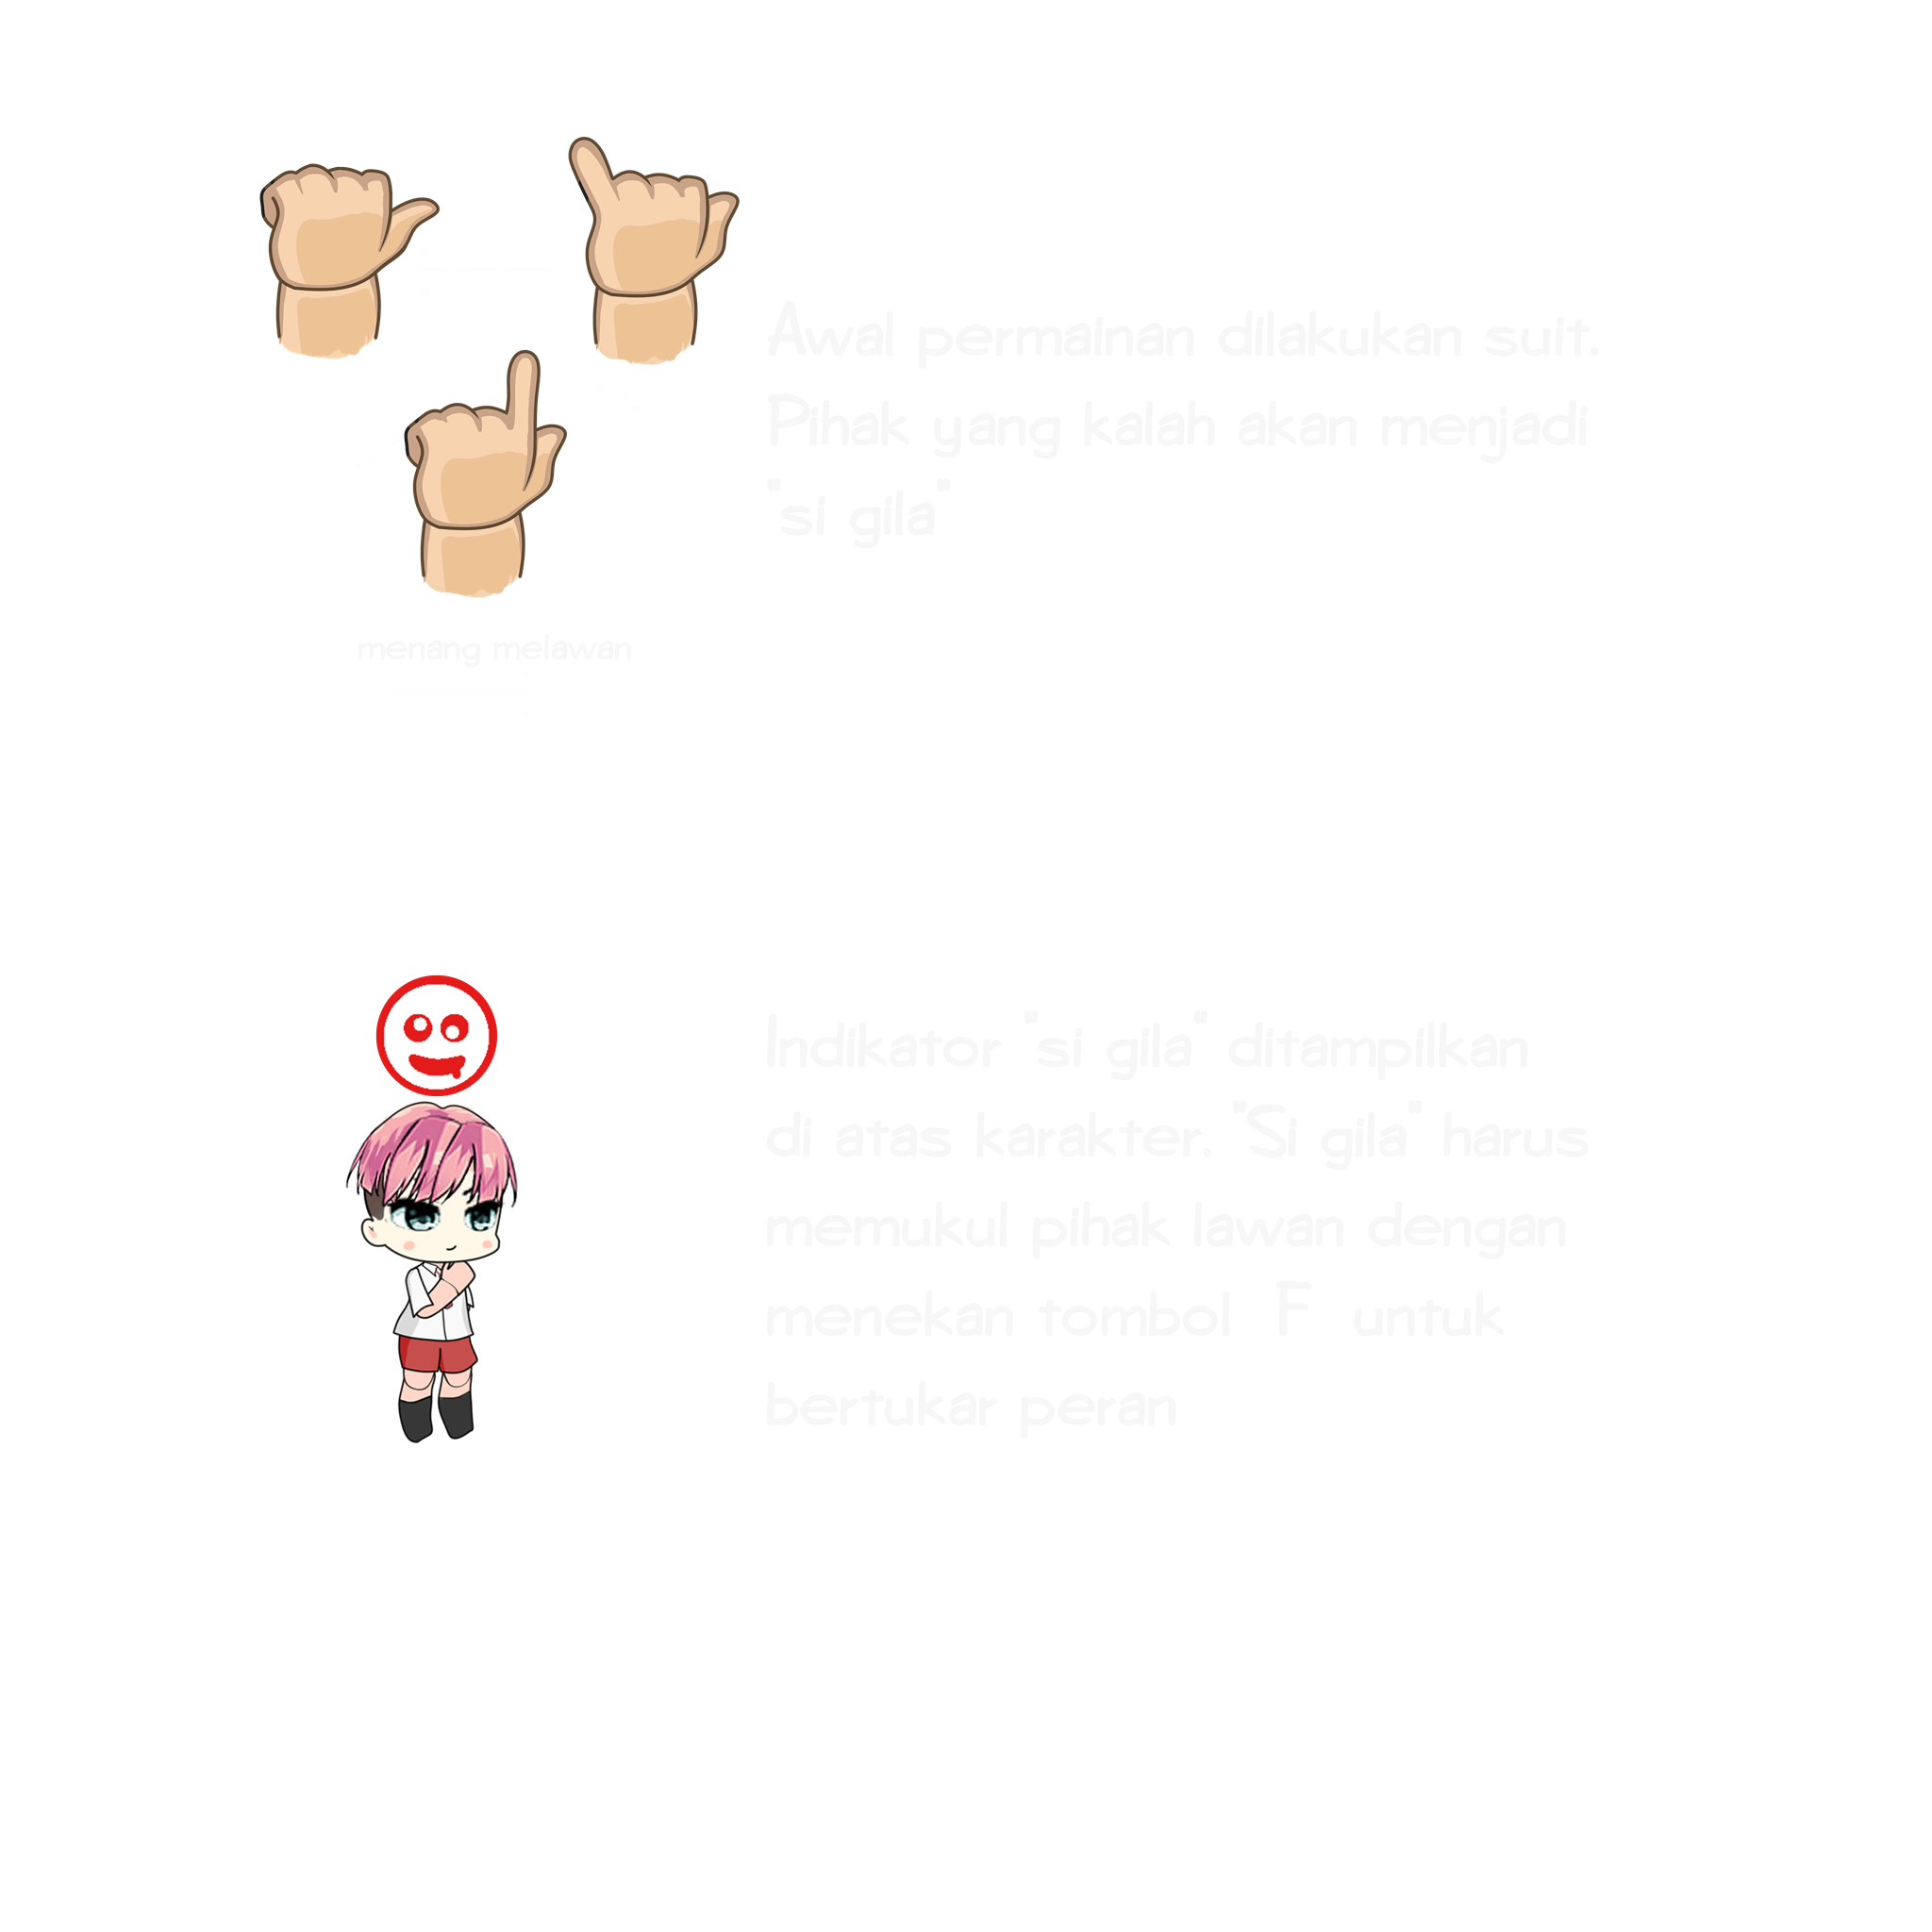 Awal permainan dilakukan suit.
Pihak yang kalah akan menjadi
"si gila"
menang melawan
Indikator "si gila" ditampilkan
di atas karakter. "Si gila" harus
memukul pihak lawan dengan
menekan tombol F untuk
bertukar peran